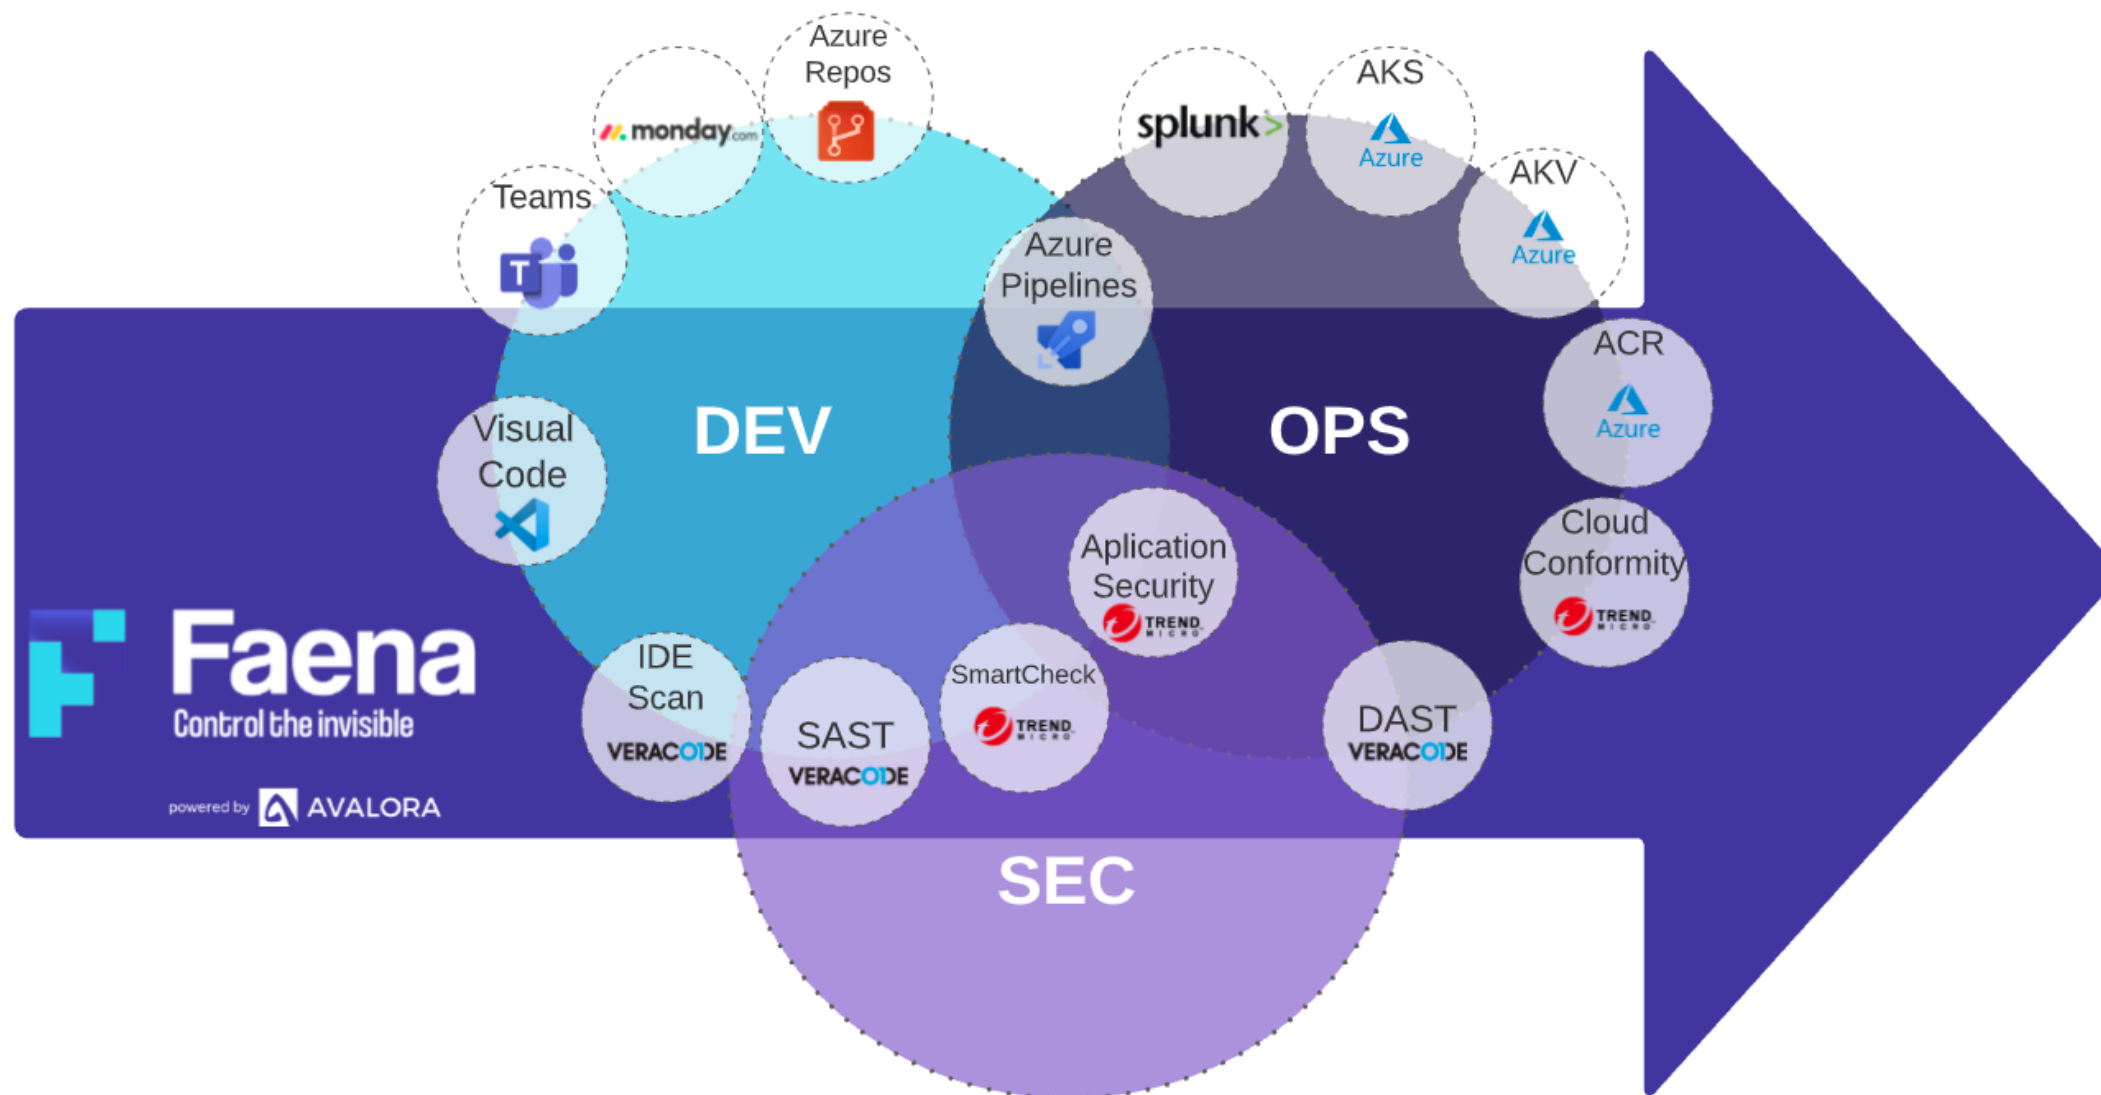 Azure
Repos
monday.com
splunk>
AKS
Azure
Teams
T
AKV
Azure
Azure
Pipelines
ACR
Azure
DEV
OPS
Visual
Code
Cloud
Conformity
TREND
MICRO
Aplication
Security
TREND
MICRO
IDE
Scan
VERACODE
SAST
VERACODE
SmartCheck
TREND
MICRO
DAST
VERACODE
Faena
Control the invisible
powered by AVALORA
SEC